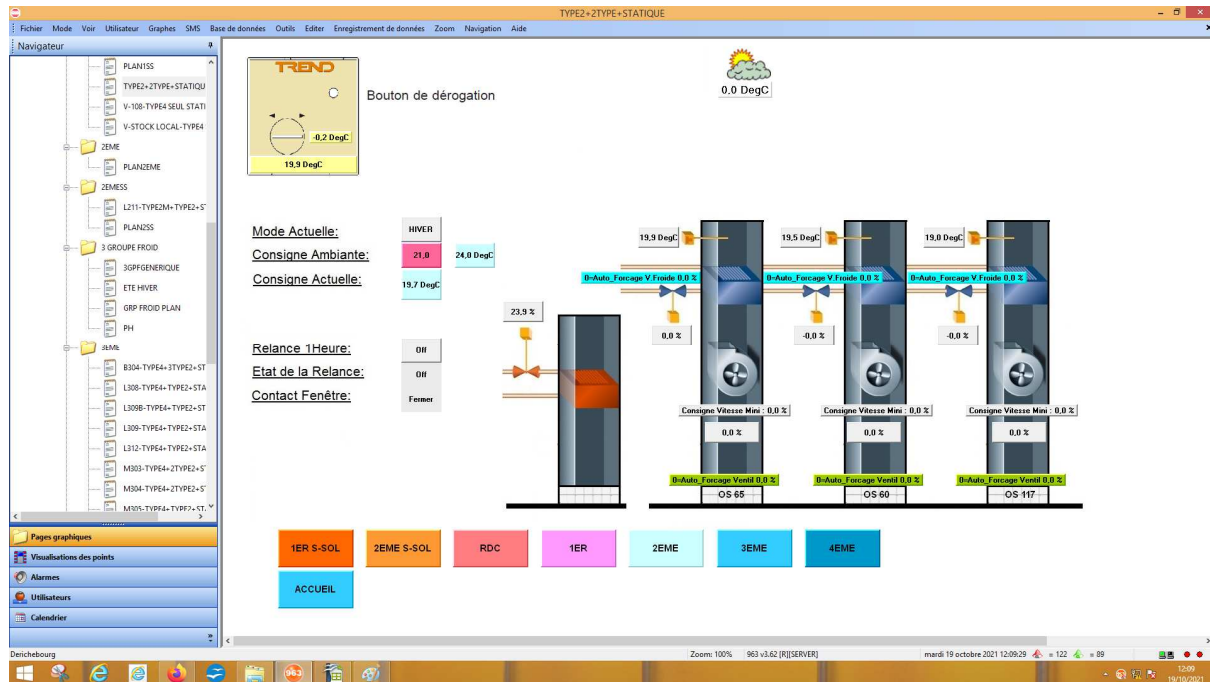 TYPE2+2TYPE+STATIQUE
Fichier Mode Voir Utilisateur Graphes SMS Base de données Outils Editer Enregistrement de données Zoom Navigation Aide
Navigateur
PLAN1SS
TYPE2+2TYPE+STATIQU
V-108-TYPE4 SEUL STATI
V-STOCK LOCAL-TYPE4
2EME
PLAN2EME
2EMESS
L211-TYPE2M+TYPE2+S
PLAN2SS
3 GROUPE FROID
3GPFGENERIQUE
ETE HIVER
GRP FROID PLAN
PH
3EME
B304-TYPE4+3TYPE2+ST
L308-TYPE4+TYPE2+STA
L309B-TYPE4+TYPE2+ST
L309-TYPE4+TYPE2+STA
L312-TYPE4+TYPE2+STA
M303-TYPE4+2TYPE2+S
M304-TYPE4+2TYPE2+S
M305-TYPE4+TYPE2+ST
Pages graphiques
Visualisations des points
Alarmes
Utilisateurs
Calendrier
TREND
-0,2 DegC
19,9 DegC
Bouton de dérogation
0,0 DegC
Mode Actuelle: HIVER
Consigne Ambiante: 21,0 24,0 DegC
Consigne Actuelle: 19,7 DegC
Relance 1Heure: Off
Etat de la Relance: Off
Contact Fenêtre: Fermer
23,9 %
19,9 DegC 19,5 DegC 19,0 DegC
0=Auto_Forcage V.Froide 0,0 % 0=Auto_Forcage V.Froide 0,0 % 0=Auto_Forcage V.Froide 0,0 %
0,0 % -0,0 % -0,0 %
Consigne Vitesse Mini : 0,0 % Consigne Vitesse Mini : 0,0 % Consigne Vitesse Mini : 0,0 %
0,0 % 0,0 % 0,0 %
0=Auto_Forcage Ventil 0,0 % 0=Auto_Forcage Ventil 0,0 % 0=Auto_Forcage Ventil 0,0 %
OS 65 OS 60 OS 117
1ER S-SOL 2EME S-SOL RDC 1ER 2EME 3EME 4EME
ACCUEIL
Derichebourg Zoom: 100% 963 v3.62 [R][SERVER] mardi 19 octobre 2021 12:09:29 = 122 = 89
963
12:09
19/10/2021